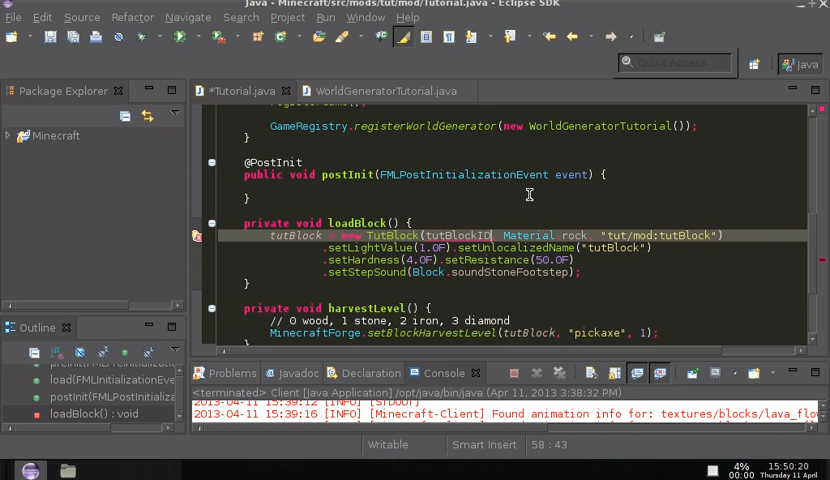 Java - Minecraft/src/mods/tut/mod/Tutorial.java - Eclipse SDK
File Edit Source Refactor Navigate Search Project Run Window Help
Quick Access
Java
Package Explorer
*Tutorial.java
WorldGeneratorTutorial.java
Minecraft
GameRegistry.registerWorldGenerator(new WorldGeneratorTutorial());
}
@PostInit
public void postInit(FMLPostInitializationEvent event) {
}
private void loadBlock() {
tutBlock = new TutBlock(tutBlockID, Material.rock, "tut/mod:tutBlock")
.setLightValue(1.0F).setUnlocalizedName("tutBlock")
.setHardness(4.0F).setResistance(50.0F)
.setStepSound(Block.soundStoneFootstep);
}
private void harvestLevel() {
// 0 wood, 1 stone, 2 iron, 3 diamond
MinecraftForge.setBlockHarvestLevel(tutBlock, "pickaxe", 1);
}
Outline
load(FMLInitializationEve
postInit(FMLPostInitializa
loadBlock() : void
Problems Javadoc Declaration Console
<terminated> Client [Java Application] /opt/java/bin/java (Apr 11, 2013 3:38:32 PM)
2013-04-11 15:39:12 [INFO] [STDOUT]
2013-04-11 15:39:16 [INFO] [Minecraft-Client] Found animation info for: textures/blocks/lava_flo
Writable Smart Insert 58 : 43
4%
00:00
15:50:20
Thursday 11 April